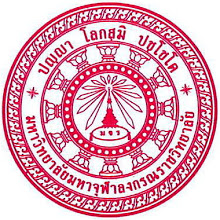 ปญฺญา โลกสฺมิ ปชฺโชโต
มจร
มหาวิทยาลัยมหาจุฬาลงกรณราชวิทยาลัย